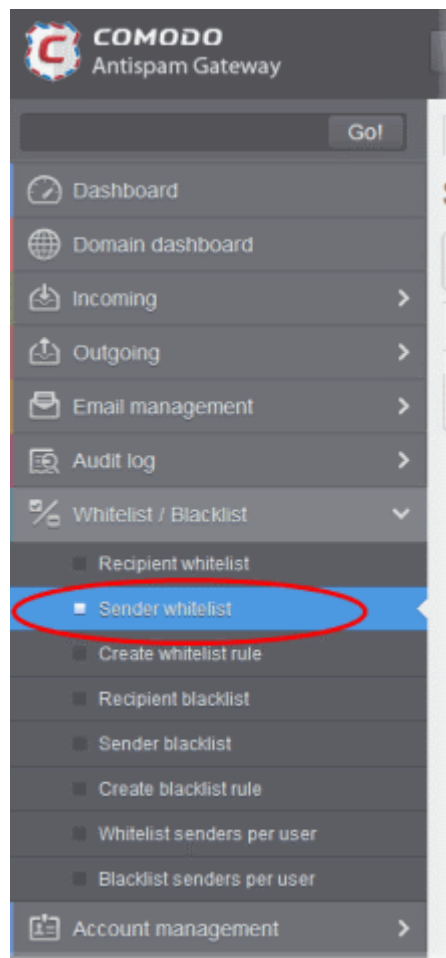 COMODO
Antispam Gateway
Go!
Dashboard
Domain dashboard
Incoming
Outgoing
Email management
Audit log
Whitelist / Blacklist
Recipient whitelist
Sender whitelist
Create whitelist rule
Recipient blacklist
Sender blacklist
Create blacklist rule
Whitelist senders per user
Blacklist senders per user
Account management